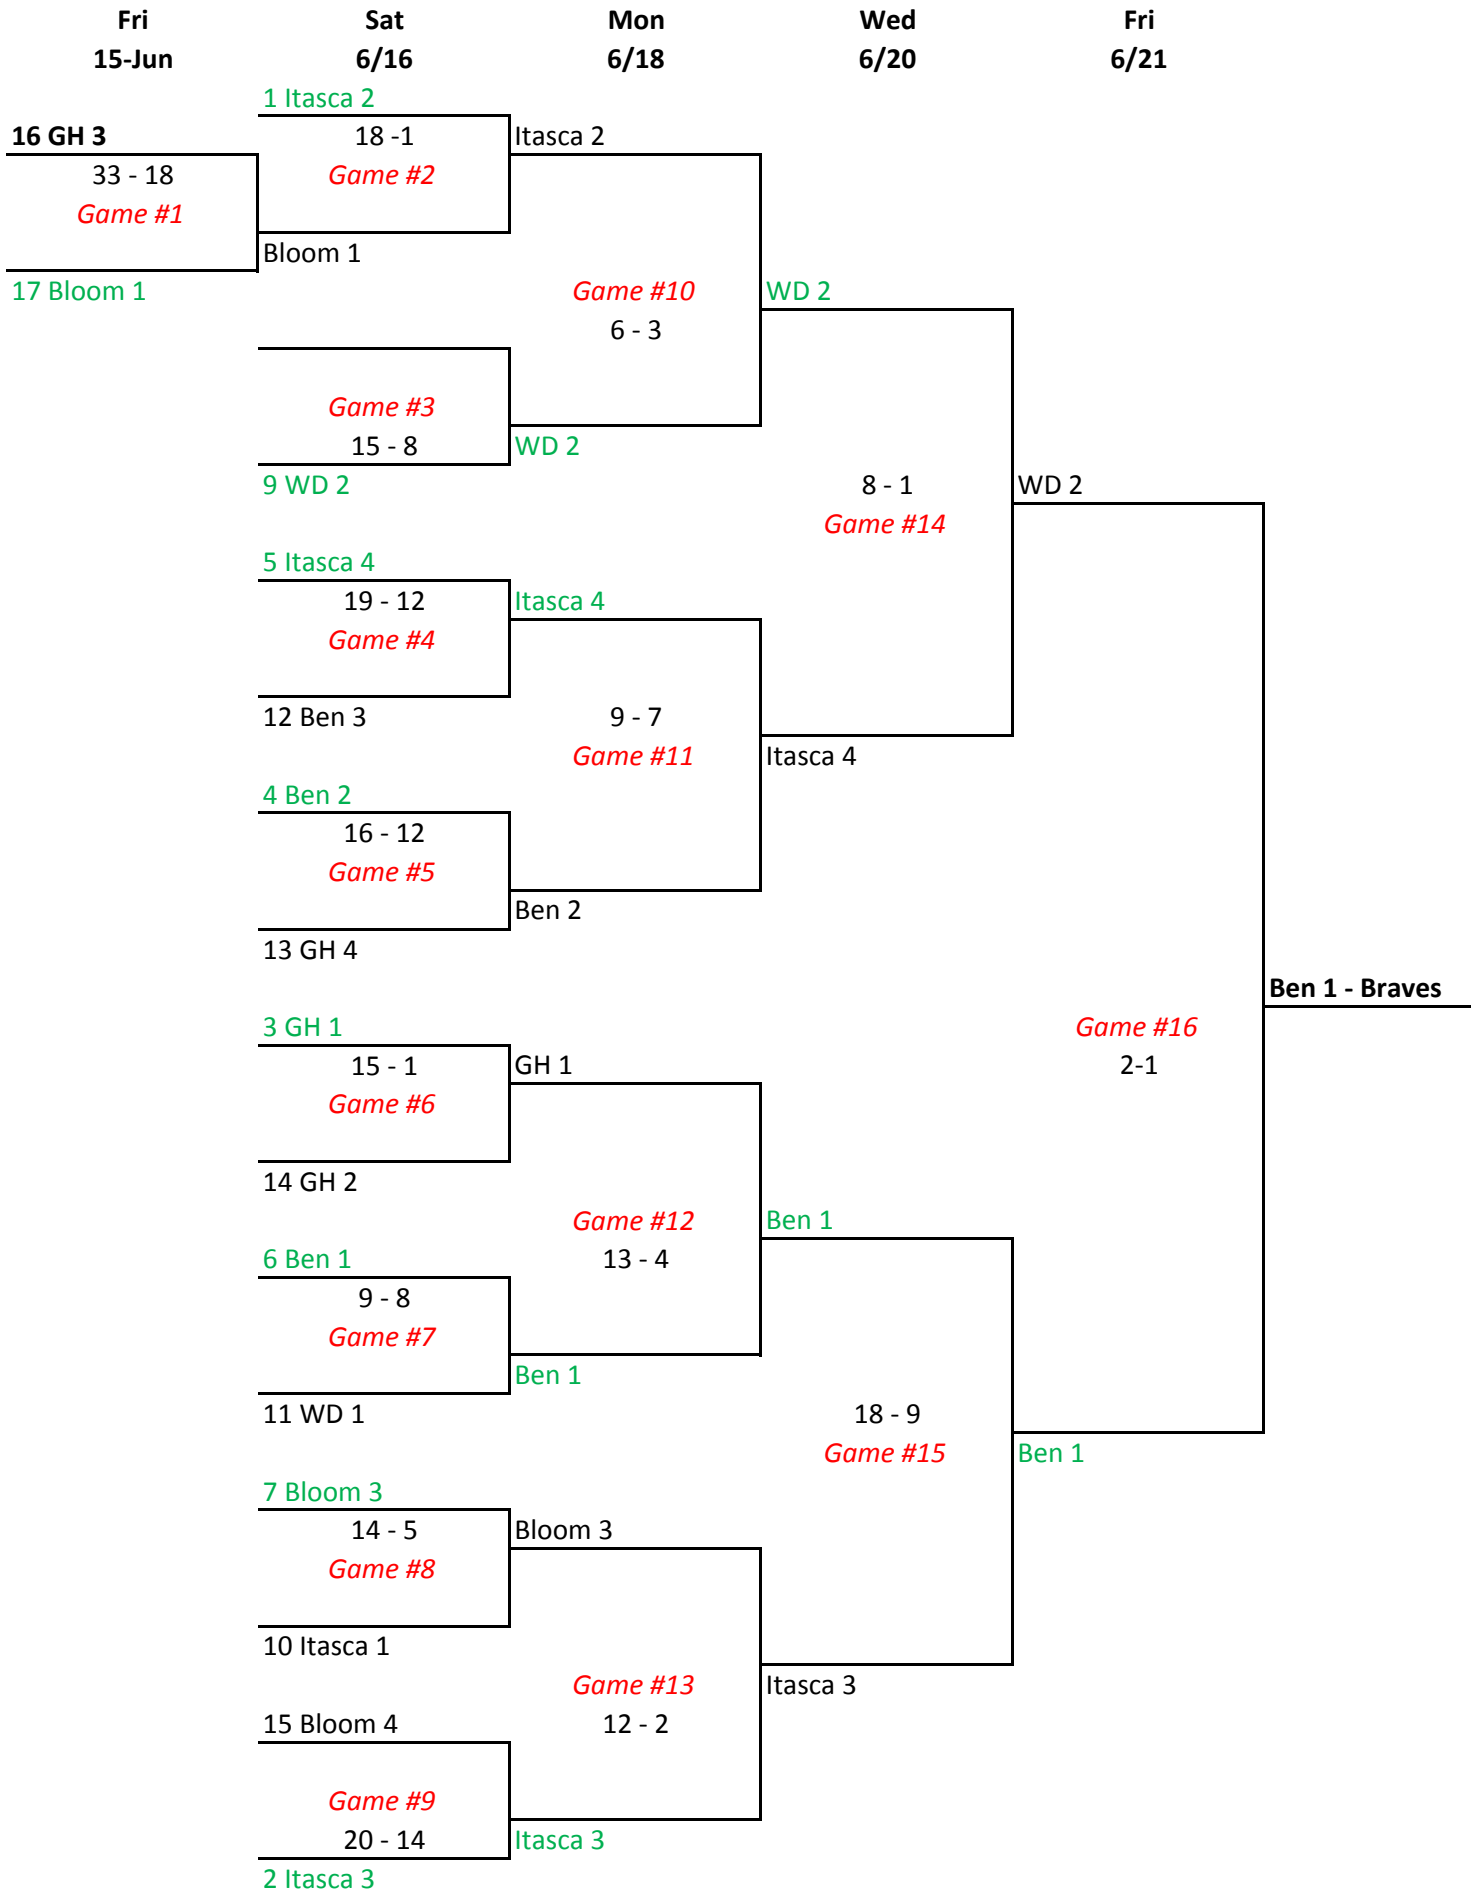 Fri Sat Mon Wed Fri
15-Jun 6/16 6/18 6/20 6/21
1 Itasca 2
16 GH 3 18 -1 Itasca 2
33 - 18 Game #2
Game #1
Bloom 1
17 Bloom 1 Game #10 WD 2
6 - 3
Game #3
15 - 8 WD 2
9 WD 2 8 - 1 WD 2
Game #14
5 Itasca 4
19 - 12 Itasca 4
Game #4
12 Ben 3 9 - 7
Game #11 Itasca 4
4 Ben 2
16 - 12
Game #5
Ben 2
13 GH 4
Ben 1 - Braves
3 GH 1 Game #16
15 - 1 GH 1 2-1
Game #6
14 GH 2
Game #12 Ben 1
6 Ben 1 13 - 4
9 - 8
Game #7
Ben 1
11 WD 1 18 - 9
Game #15 Ben 1
7 Bloom 3
14 - 5 Bloom 3
Game #8
10 Itasca 1
Game #13 Itasca 3
15 Bloom 4 12 - 2
Game #9
20 - 14 Itasca 3
2 Itasca 3